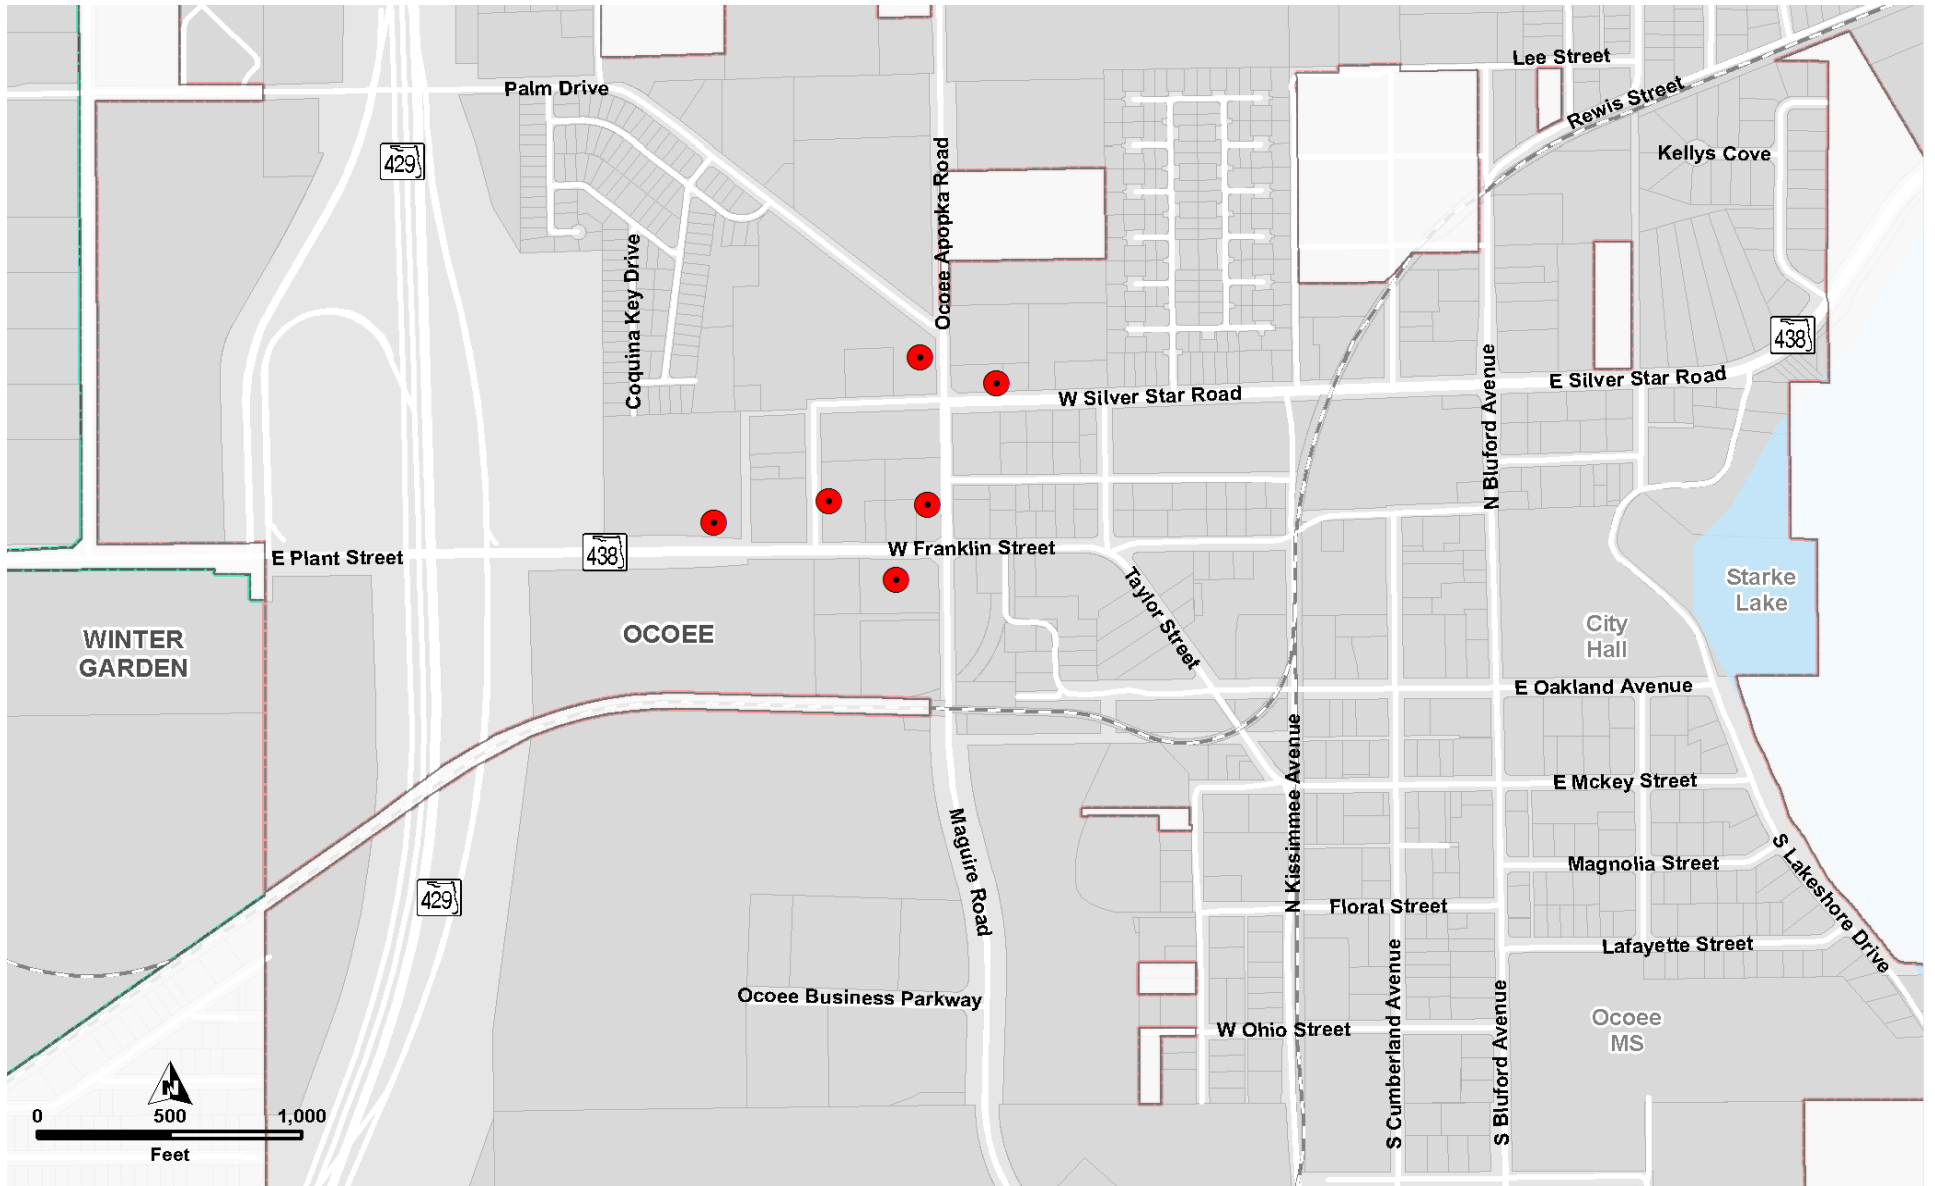 Lee Street
Palm Drive
Rewis Street
429
Kellys Cove
Ocoee Apopka Road
Coquina Key Drive
438
N Bluford Avenue
E Silver Star Road
W Silver Star Road
E Plant Street
438
W Franklin Street
Taylor Street
Starke
Lake
WINTER
GARDEN
OCOEE
City
Hall
E Oakland Avenue
N Kissimmee Avenue
E Mckey Street
Maguire Road
Magnolia Street
S Lakeshore Drive
429
Floral Street
Lafayette Street
Ocoee Business Parkway
S Cumberland Avenue
S Bluford Avenue
W Ohio Street
Ocoee
MS
N
0 500 1,000
Feet